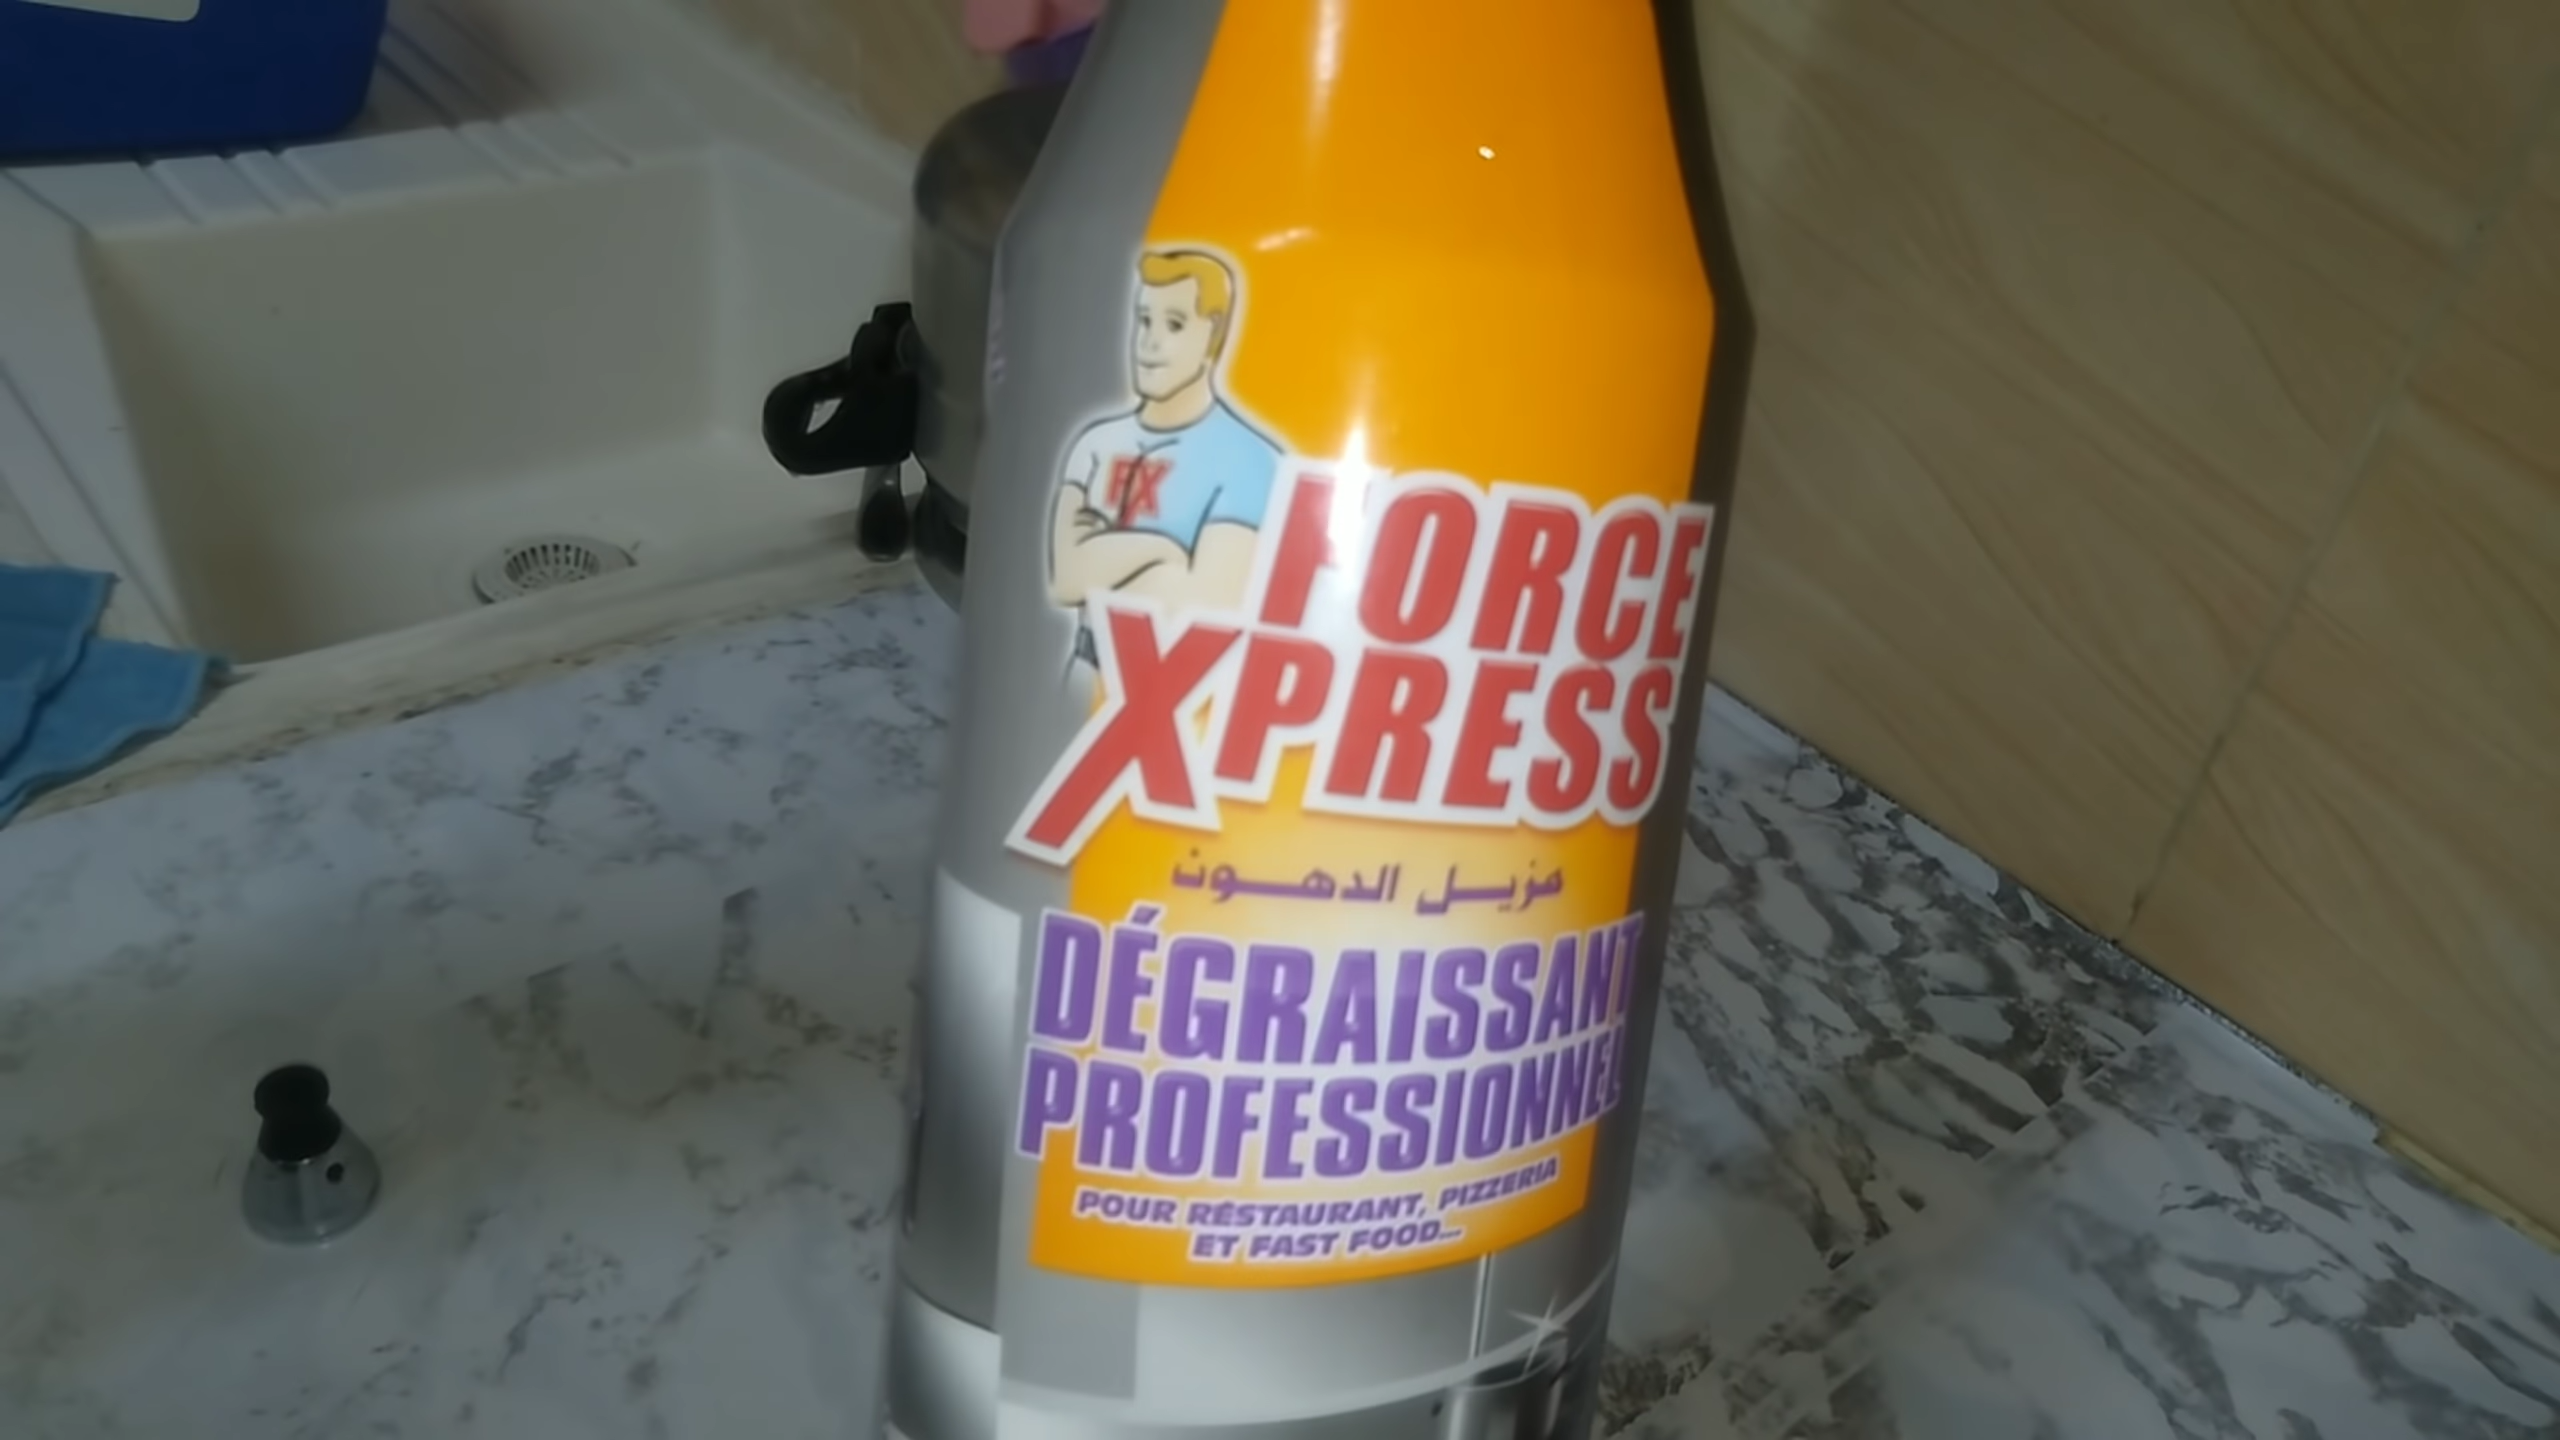 FX
FORCE
XPRESS
مزيل الدهون
DÉGRAISSANT
PROFESSIONNEL
POUR RÉSTAURANT, PIZZERIA
ET FAST FOOD...